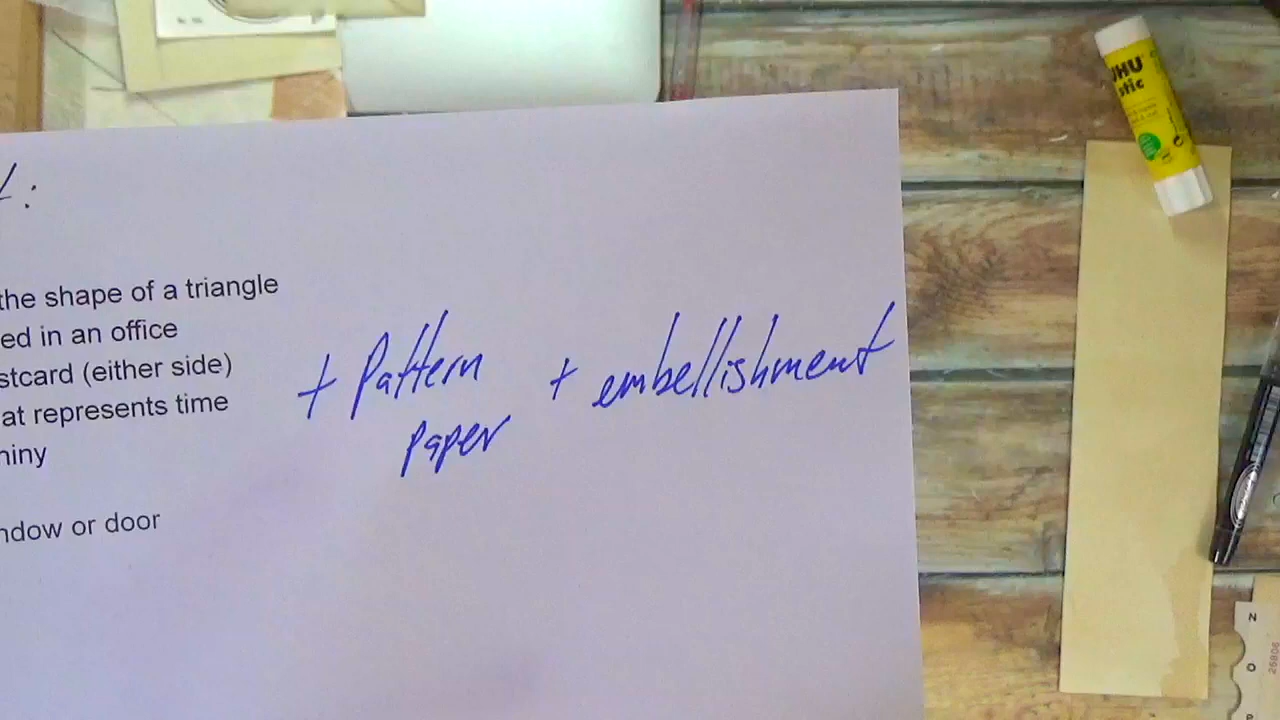 :
the shape of a triangle
ed in an office
stcard (either side)
at represents time
hiny
ndow or door
+ Pattern + embellishment
paper
UHU
stic
N
O
P
25806